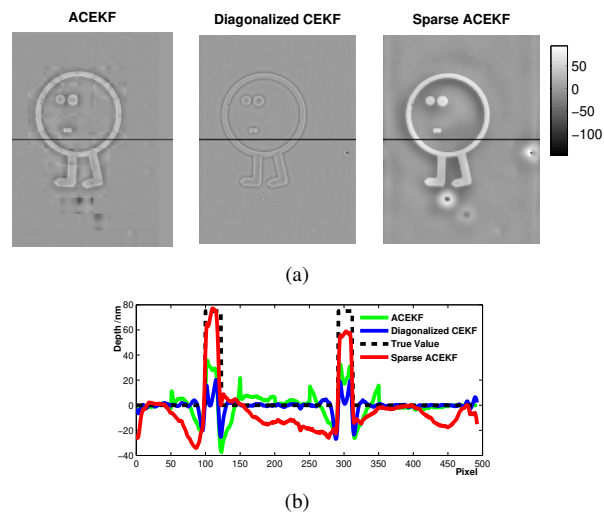 ACEKF Diagonalized CEKF Sparse ACEKF
50
0
−50
−100
(a)
Depth /nm
80
60
40
20
0
−20
−40
0 50 100 150 200 250 300 350 400 450 500
Pixel
ACEKF
Diagonalized CEKF
True Value
Sparse ACEKF
(b)